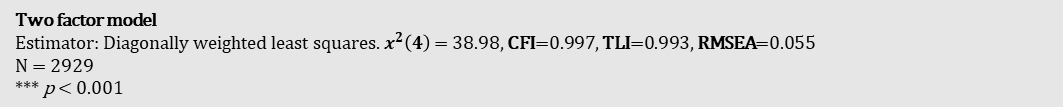 Two factor model
Estimator: Diagonally weighted least squares. x²(4) = 38.98, CFI=0.997, TLI=0.993, RMSEA=0.055
N = 2929
*** p < 0.001